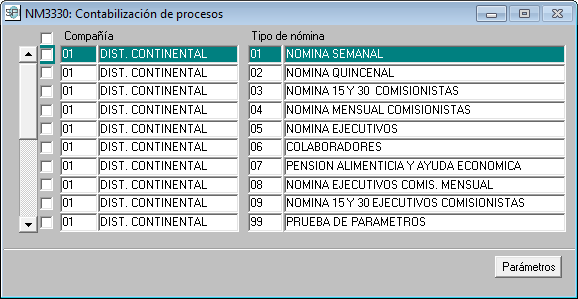 NM3330: Contabilización de procesos
Compañía Tipo de nómina
01 DIST. CONTINENTAL 01 NOMINA SEMANAL
01 DIST. CONTINENTAL 02 NOMINA QUINCENAL
01 DIST. CONTINENTAL 03 NOMINA 15 Y 30 COMISIONISTAS
01 DIST. CONTINENTAL 04 NOMINA MENSUAL COMISIONISTAS
01 DIST. CONTINENTAL 05 NOMINA EJECUTIVOS
01 DIST. CONTINENTAL 06 COLABORADORES
01 DIST. CONTINENTAL 07 PENSION ALIMENTICIA Y AYUDA ECONOMICA
01 DIST. CONTINENTAL 08 NOMINA EJECUTIVOS COMIS. MENSUAL
01 DIST. CONTINENTAL 09 NOMINA 15 Y 30 EJECUTIVOS COMISIONISTAS
01 DIST. CONTINENTAL 99 PRUEBA DE PARAMETROS
Parámetros